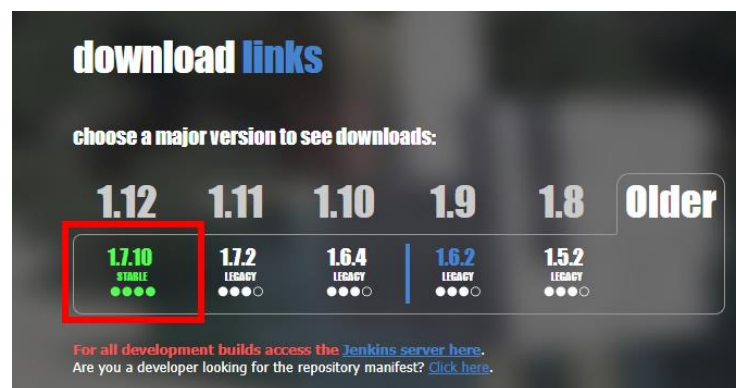 download links
choose a major version to see downloads:
1.12 1.11 1.10 1.9 1.8 Older
1.7.10 1.7.2 1.6.4 1.6.2 1.5.2
STABLE LEGACY LEGACY LEGACY LEGACY
For all development builds access the Jenkins server here.
Are you a developer looking for the repository manifest? Click here.